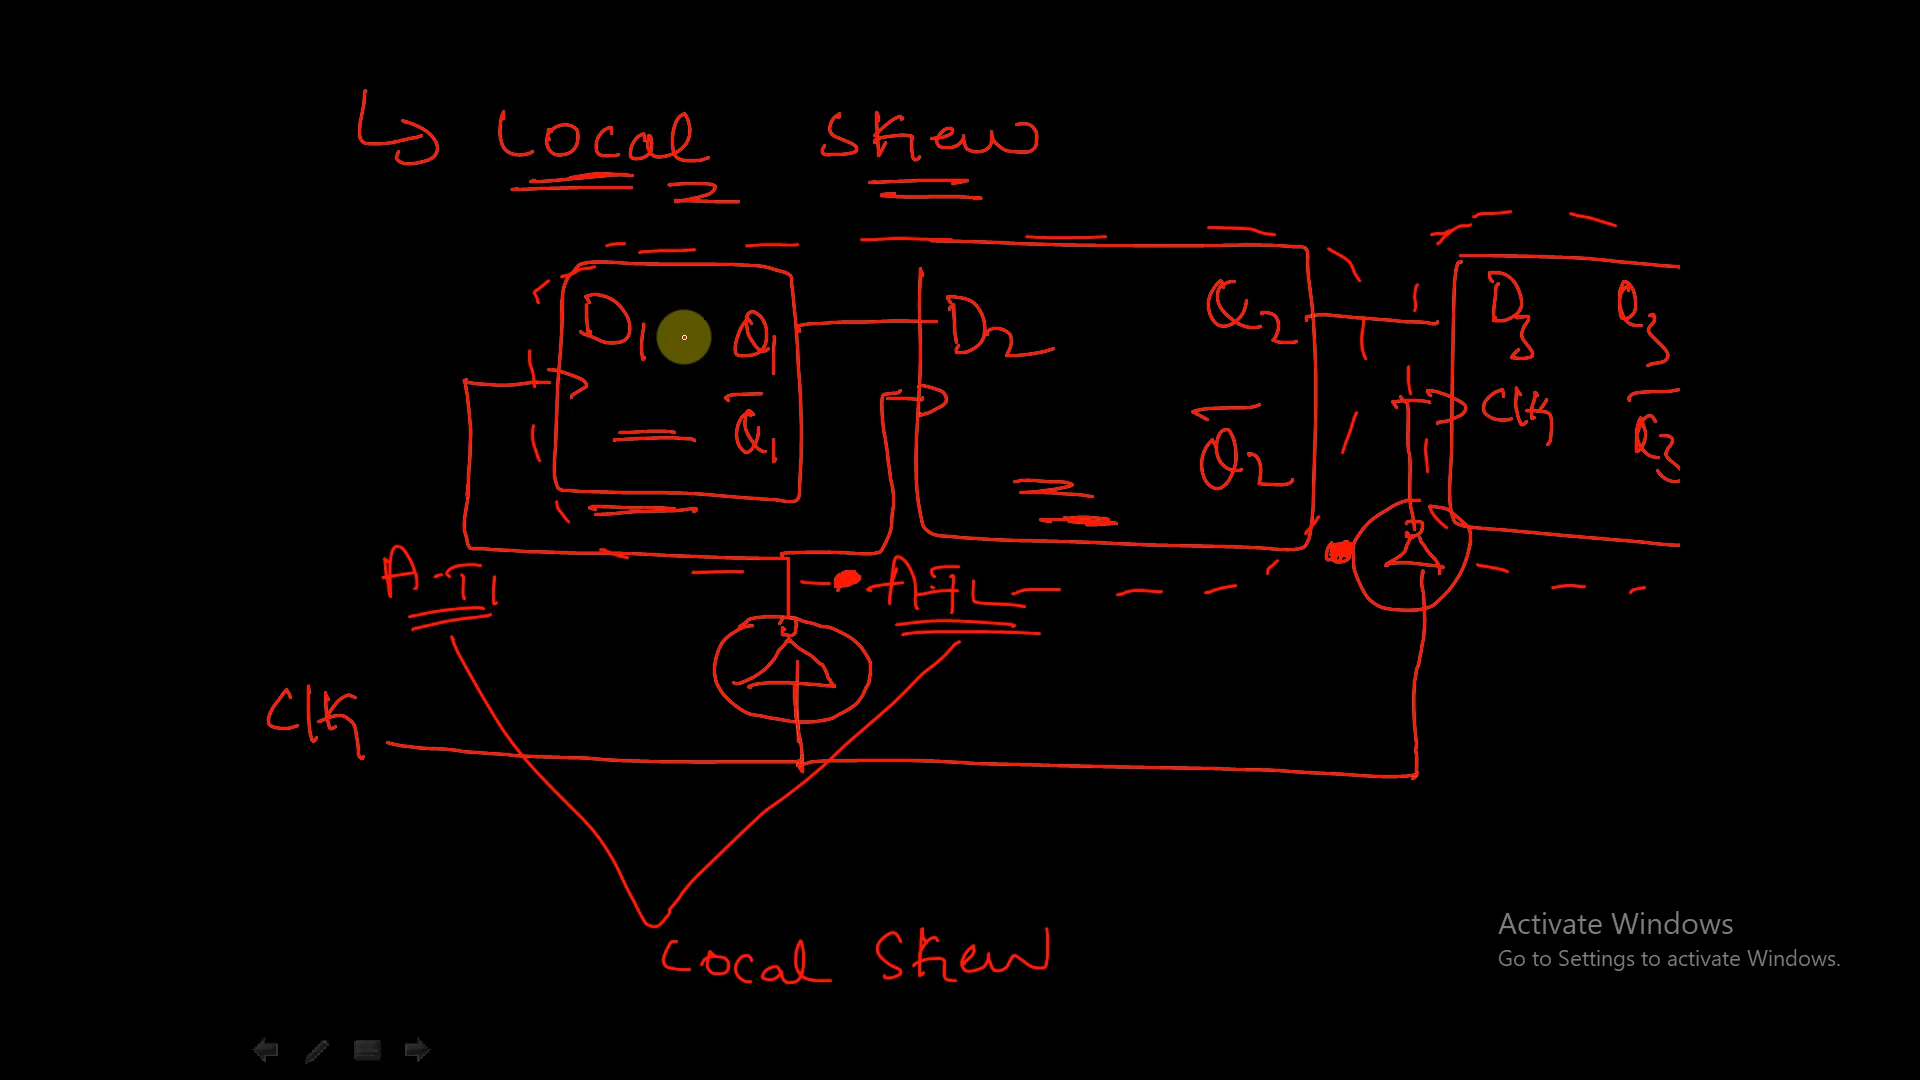 Local Skew
D1 Q1 D2 Q2 D3 Q3
Q̅1 Q̅2 Clk Q̅3
A.T1 A.T2
Clk
Local Skew
Activate Windows
Go to Settings to activate Windows.